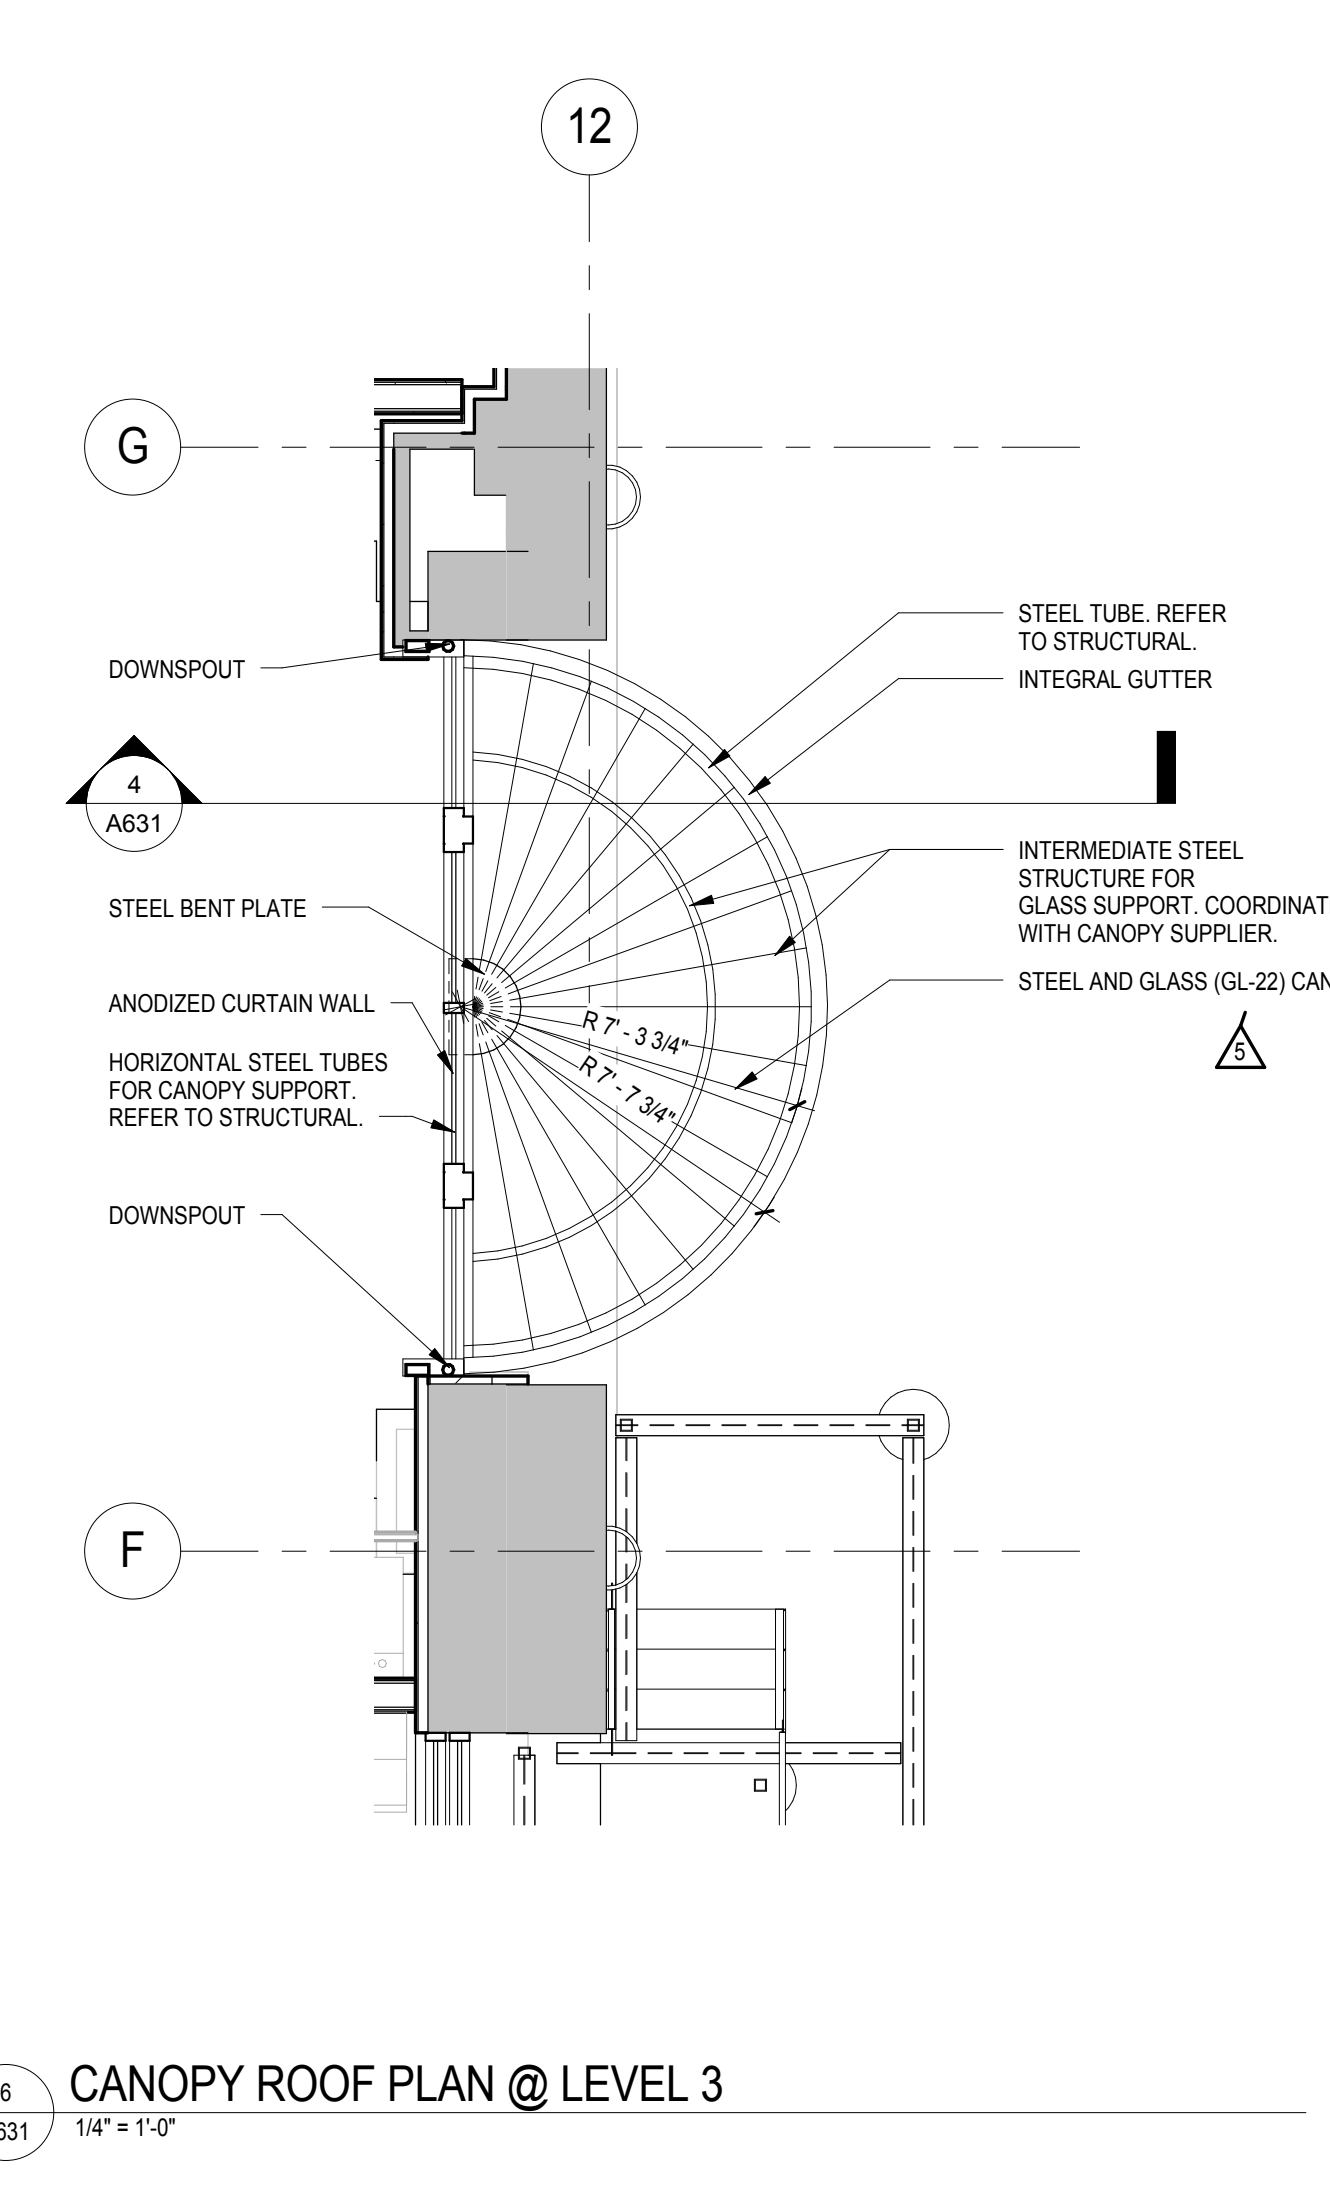 12
G
STEEL TUBE. REFER
TO STRUCTURAL.
INTEGRAL GUTTER
DOWNSPOUT
4
A631
INTERMEDIATE STEEL
STRUCTURE FOR
GLASS SUPPORT. COORDINAT
WITH CANOPY SUPPLIER.
STEEL BENT PLATE
STEEL AND GLASS (GL-22) CAN
ANODIZED CURTAIN WALL
R 7' - 3 3/4"
R 7' - 7 3/4"
5
HORIZONTAL STEEL TUBES
FOR CANOPY SUPPORT.
REFER TO STRUCTURAL.
DOWNSPOUT
F
6
631
CANOPY ROOF PLAN @ LEVEL 3
1/4" = 1'-0"